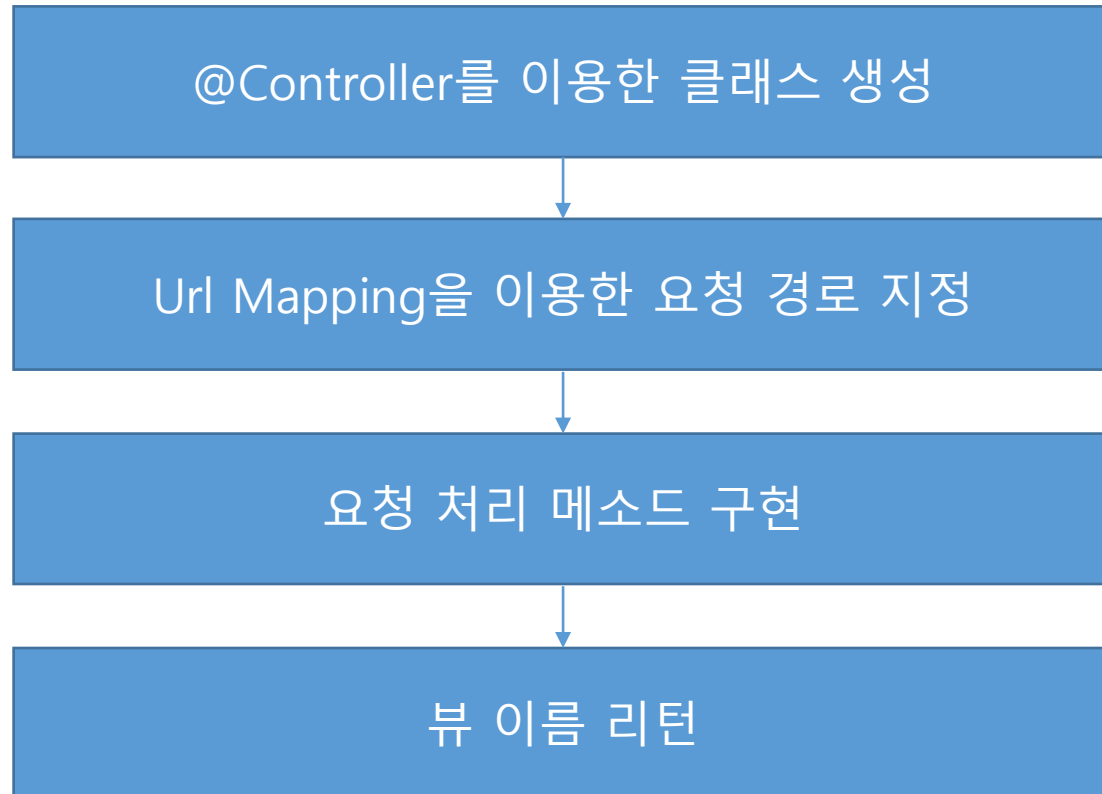 @Controller를 이용한 클래스 생성
Url Mapping을 이용한 요청 경로 지정
요청 처리 메소드 구현
뷰 이름 리턴